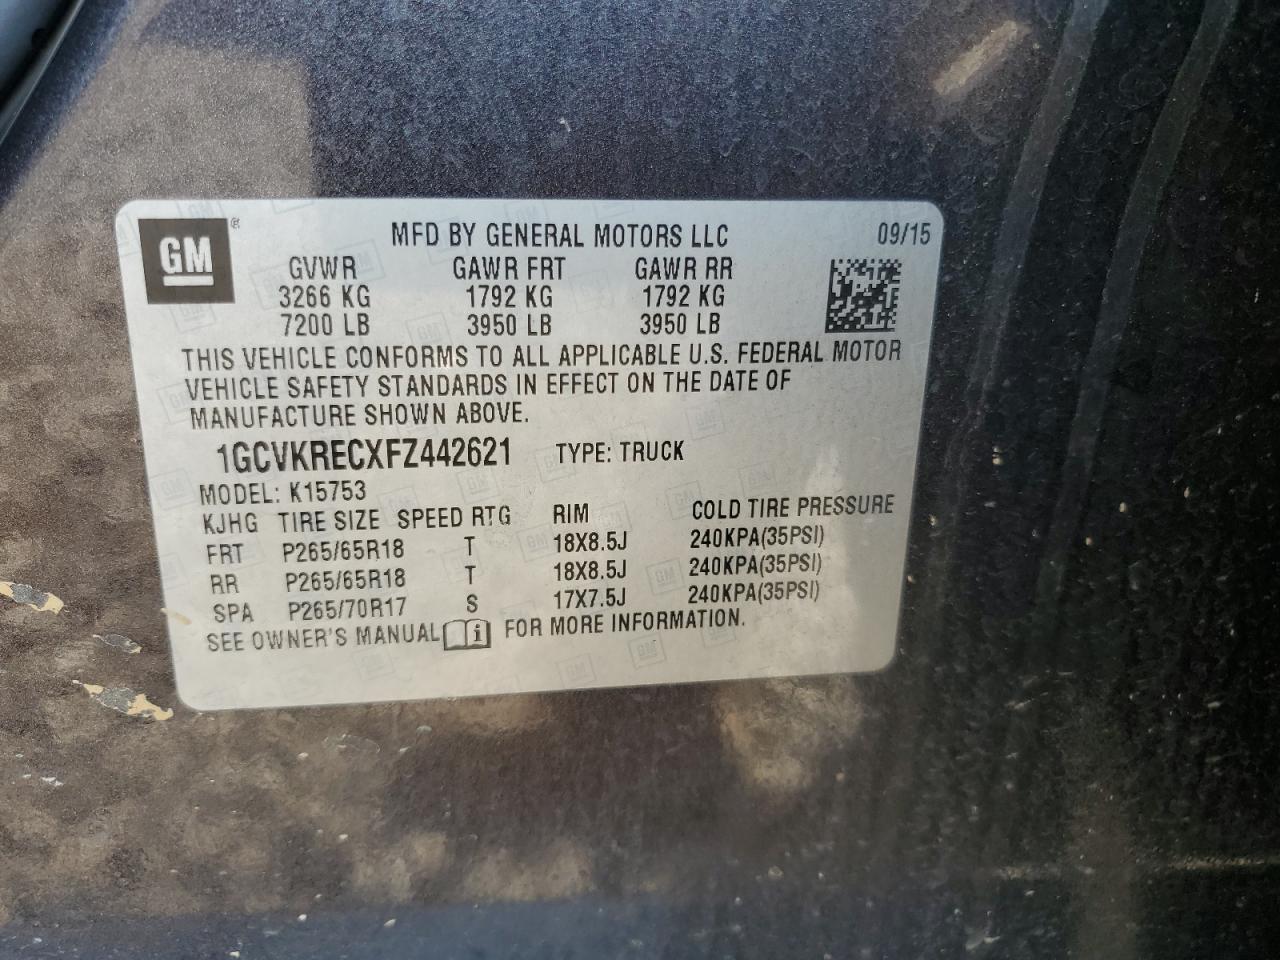 GM®
MFD BY GENERAL MOTORS LLC 09/15
GVWR GAWR FRT GAWR RR
3266 KG 1792 KG 1792 KG
7200 LB 3950 LB 3950 LB
THIS VEHICLE CONFORMS TO ALL APPLICABLE U.S. FEDERAL MOTOR
VEHICLE SAFETY STANDARDS IN EFFECT ON THE DATE OF
MANUFACTURE SHOWN ABOVE.
1GCVKRECXFZ442621 TYPE: TRUCK
MODEL: K15753
KJHG TIRE SIZE SPEED RTG RIM COLD TIRE PRESSURE
FRT P265/65R18 T 18X8.5J 240KPA(35PSI)
RR P265/65R18 T 18X8.5J 240KPA(35PSI)
SPA P265/70R17 S 17X7.5J 240KPA(35PSI)
SEE OWNER'S MANUAL i FOR MORE INFORMATION.